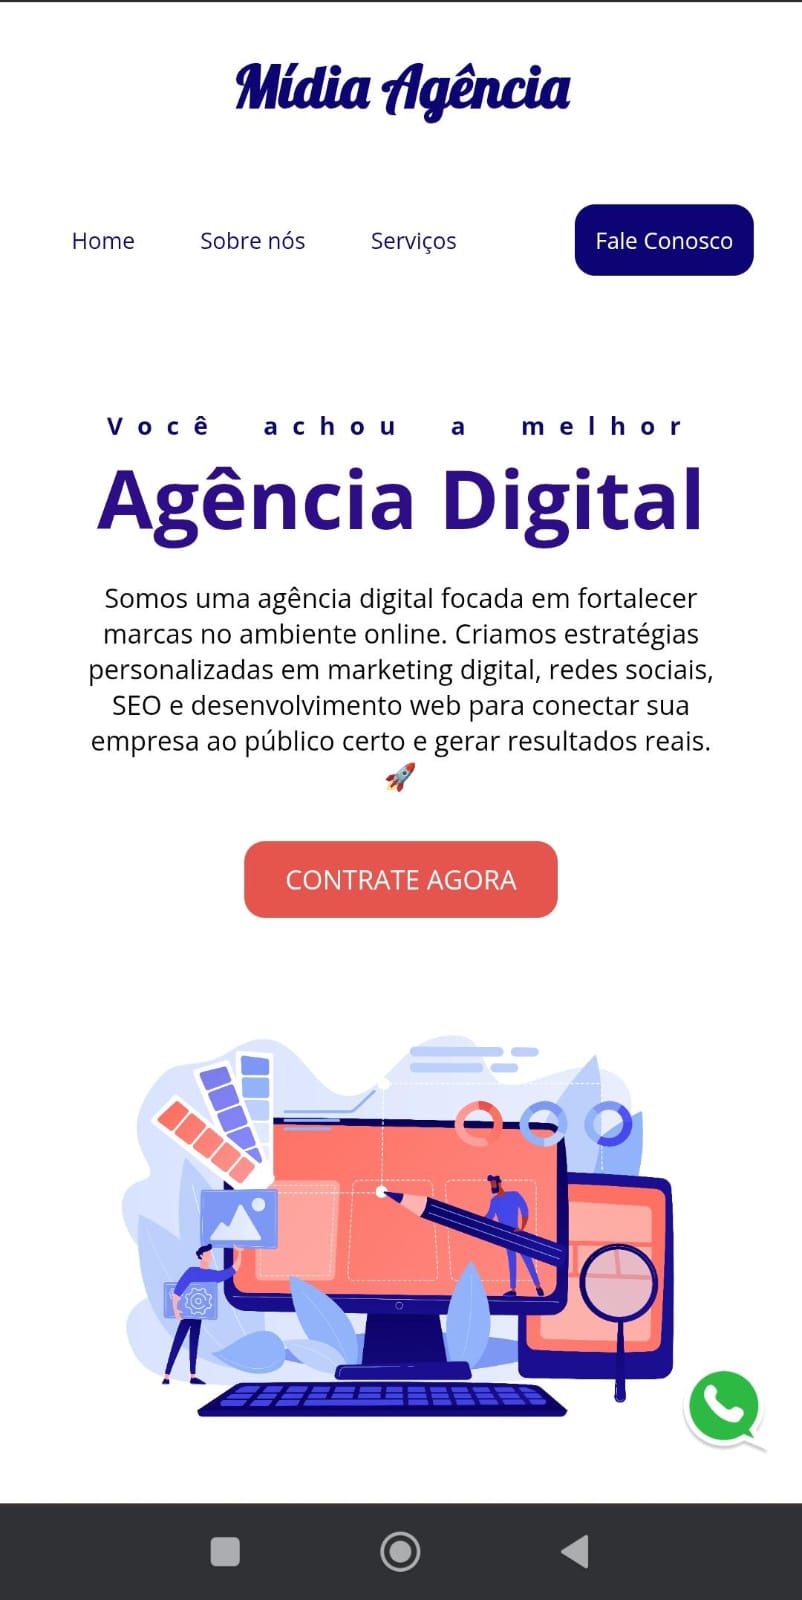 Mídia Agência
Home Sobre nós Serviços Fale Conosco
Você achou a melhor
Agência Digital
Somos uma agência digital focada em fortalecer
marcas no ambiente online. Criamos estratégias
personalizadas em marketing digital, redes sociais,
SEO e desenvolvimento web para conectar sua
empresa ao público certo e gerar resultados reais.
🚀
CONTRATE AGORA